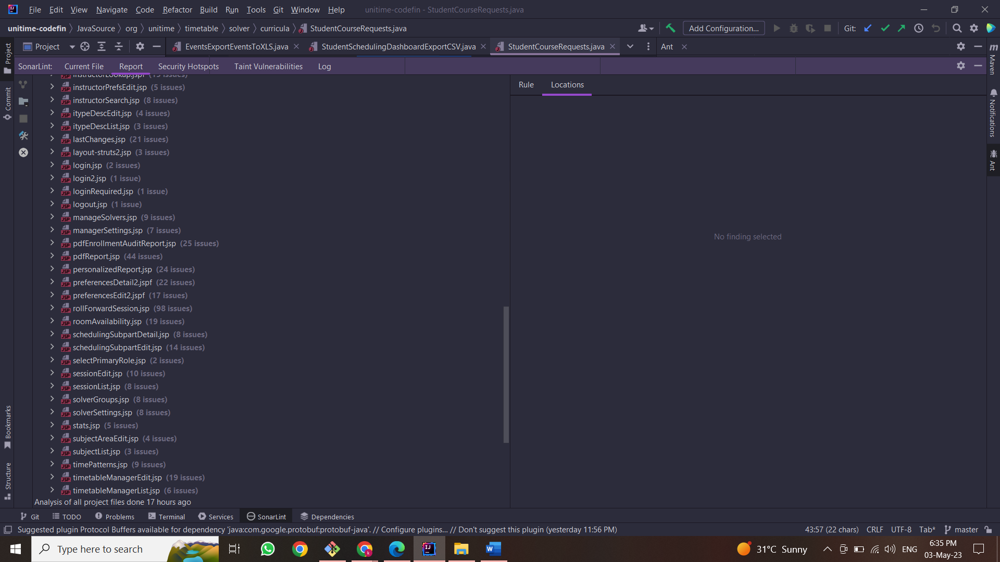 File Edit View Navigate Code Refactor Build Run Tools Git Window Help unitime-codefin - StudentCourseRequests.java
unitime-codefin JavaSource org unitime timetable solver curricula StudentCourseRequests.java Add Configuration... Git:
Project EventsExportEventsToXLS.java StudentSchedulingDashboardExportCSV.java StudentCourseRequests.java Ant
SonarLint: Current File Report Security Hotspots Taint Vulnerabilities Log
Rule Locations
instructorLookup.jspf (15 issues)
instructorPrefsEdit.jsp (5 issues)
instructorSearch.jsp (8 issues)
itypeDescEdit.jsp (4 issues)
itypeDescList.jsp (3 issues)
lastChanges.jsp (21 issues)
layout-struts2.jsp (3 issues)
login.jsp (2 issues)
login2.jsp (1 issue)
loginRequired.jsp (1 issue)
logout.jsp (1 issue)
manageSolvers.jsp (9 issues)
managerSettings.jsp (7 issues)
pdfEnrollmentAuditReport.jsp (25 issues)
pdfReport.jsp (44 issues)
personalizedReport.jsp (24 issues)
preferencesDetail2.jspf (22 issues)
preferencesEdit2.jspf (17 issues)
rollForwardSession.jsp (98 issues)
roomAvailability.jsp (19 issues)
schedulingSubpartDetail.jsp (8 issues)
schedulingSubpartEdit.jsp (14 issues)
selectPrimaryRole.jsp (2 issues)
sessionEdit.jsp (10 issues)
sessionList.jsp (8 issues)
solverGroups.jsp (8 issues)
solverSettings.jsp (8 issues)
stats.jsp (5 issues)
subjectAreaEdit.jsp (4 issues)
subjectList.jsp (3 issues)
timePatterns.jsp (9 issues)
timetableManagerEdit.jsp (19 issues)
timetableManagerList.jsp (6 issues)
Analysis of all project files done 17 hours ago
No finding selected
Project
Commit
Bookmarks
Structure
Maven
Notifications
Ant
Git TODO Problems Terminal Services SonarLint Dependencies
Suggested plugin Protocol Buffers available for dependency 'java:com.google.protobuf:protobuf-java'. // Configure plugins... // Don't suggest this plugin (yesterday 11:56 PM) 43:57 (22 chars) CRLF UTF-8 Tab* master
Type here to search 31°C Sunny ENG 6:35 PM
03-May-23